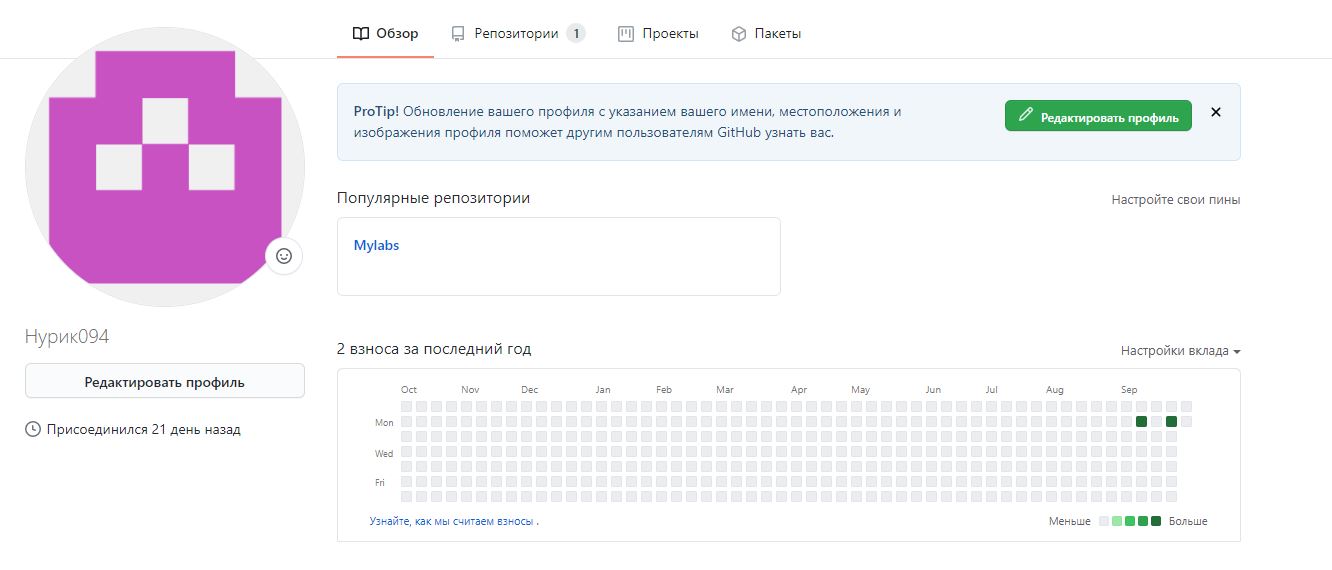 Обзор Репозитории 1 Проекты Пакеты
ProTip! Обновление вашего профиля с указанием вашего имени, местоположения и
изображения профиля поможет другим пользователям GitHub узнать вас.
Редактировать профиль
Популярные репозитории
Настройте свои пины
Mylabs
Нурик094
Редактировать профиль
Присоединился 21 день назад
2 взноса за последний год
Настройки вклада
Oct Nov Dec Jan Feb Mar Apr May Jun Jul Aug Sep
Mon
Wed
Fri
Узнайте, как мы считаем взносы .
Меньше Больше